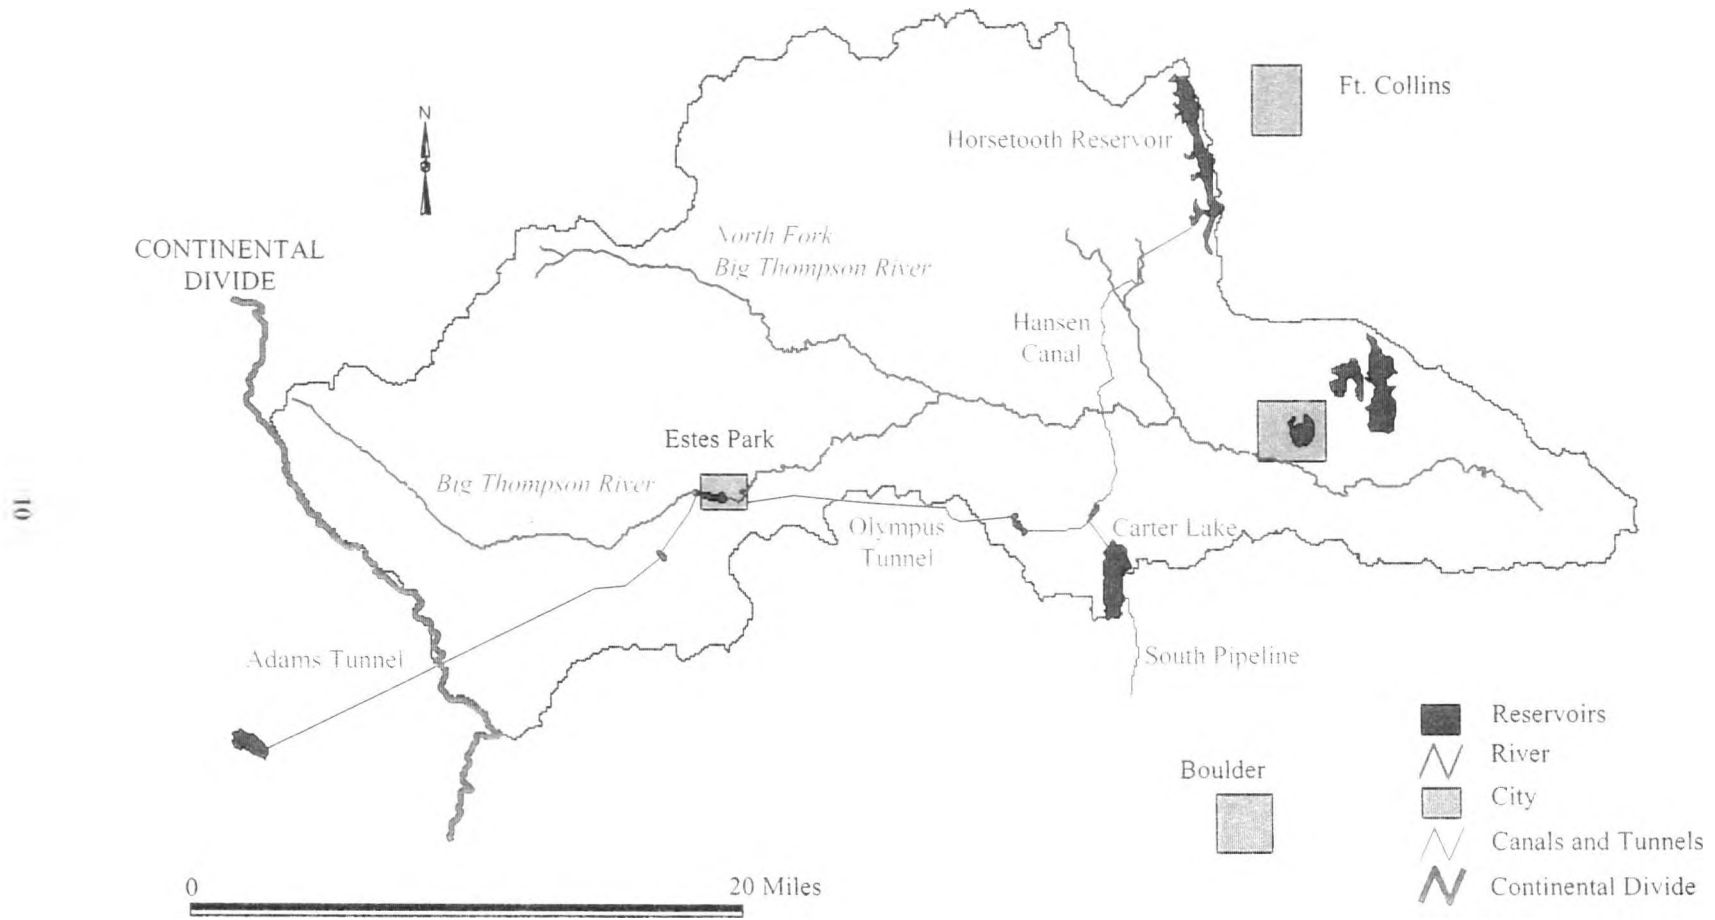 Ft. Collins
Horsetooth Reservoir
N
North Fork
Big Thompson River
CONTINENTAL
DIVIDE
Hansen
Canal
Estes Park
Big Thompson River
10
Olympus
Tunnel
Carter Lake
Adams Tunnel
South Pipeline
Reservoirs
River
Boulder
City
Canals and Tunnels
0
20 Miles
Continental Divide